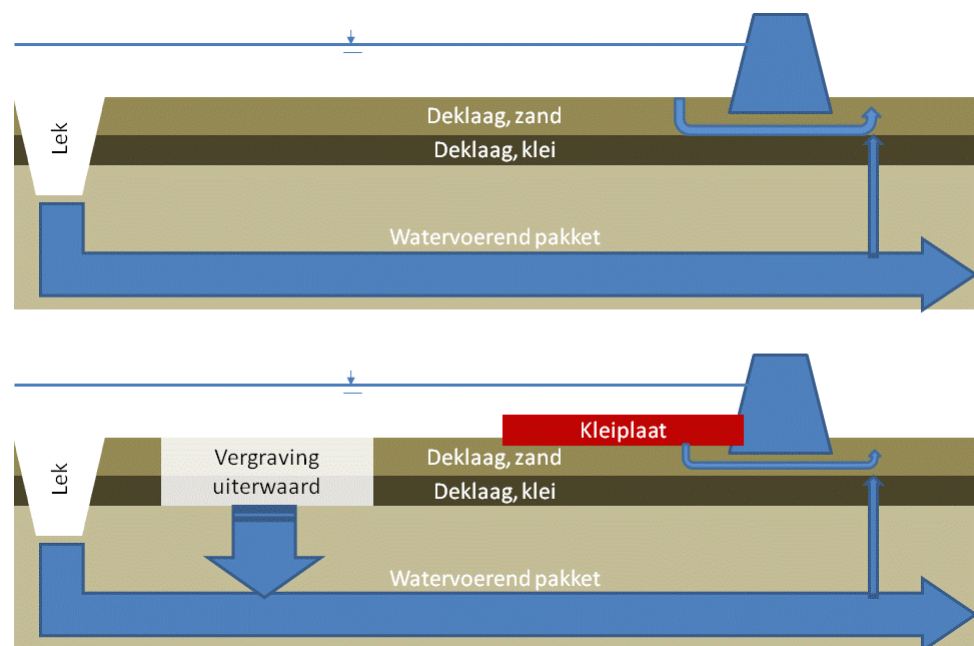 Lek
Deklaag, zand
Deklaag, klei
Watervoerend pakket
Kleiplaat
Lek
Vergraving
uiterwaard
Deklaag, zand
Deklaag, klei
Watervoerend pakket